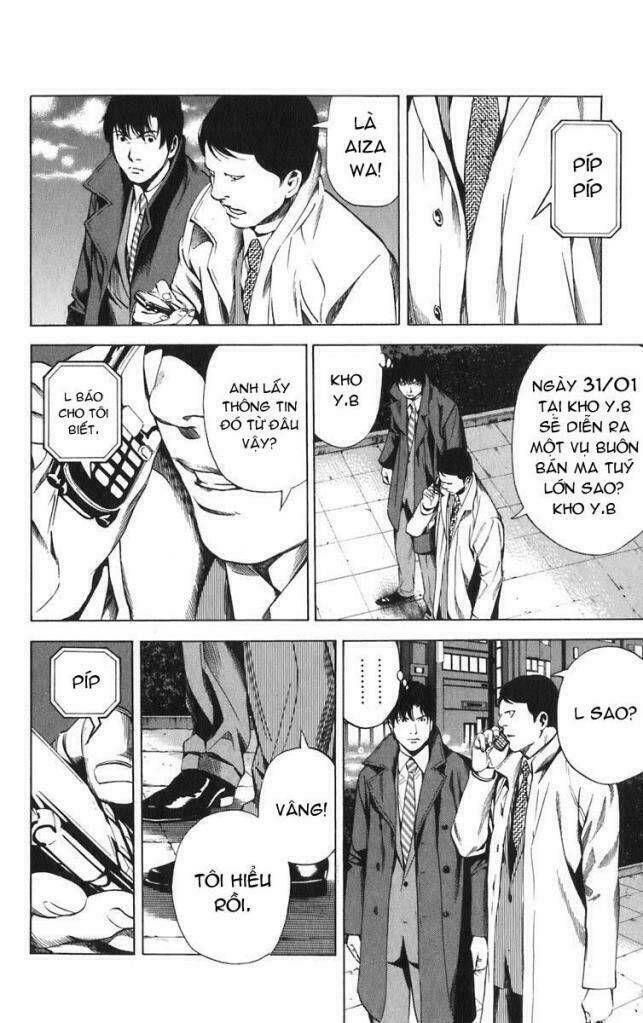 PÍP
PÍP
LÀ
AIZA
WA!
NGÀY 31/01
TẠI KHO Y.B
SẼ DIỄN RA
MỘT VỤ BUÔN
BÁN MA TUÝ
LỚN SAO?
KHO Y.B
KHO
Y.B
ANH LẤY
THÔNG TIN
ĐÓ TỪ ĐÂU
VẬY?
L BÁO
CHO TÔI
BIẾT.
L SAO?
......
VÂNG!
TÔI HIỂU
RỒI.
PÍP